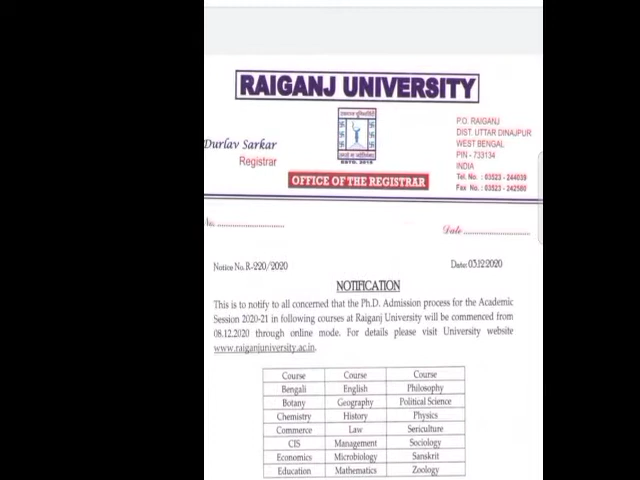 RAIGANJ UNIVERSITY
Durlav Sarkar
Registrar
ESTD. 2015
OFFICE OF THE REGISTRAR
P.O. RAIGANJ
DIST. UTTAR DINAJPUR
WEST BENGAL
PIN - 733134
INDIA
Tel. No. : 03523 - 244039
Fax No. : 03523 - 242580
No. ........................
Date ........................
Notice No. R-220/2020
Date: 03.12.2020
NOTIFICATION
This is to notify to all concerned that the Ph.D. Admission process for the Academic
Session 2020-21 in following courses at Raiganj University will be commenced from
08.12.2020 through online mode. For details please visit University website
www.raiganjuniversity.ac.in.
Course Course Course
Bengali English Philosophy
Botany Geography Political Science
Chemistry History Physics
Commerce Law Sericulture
CIS Management Sociology
Economics Microbiology Sanskrit
Education Mathematics Zoology